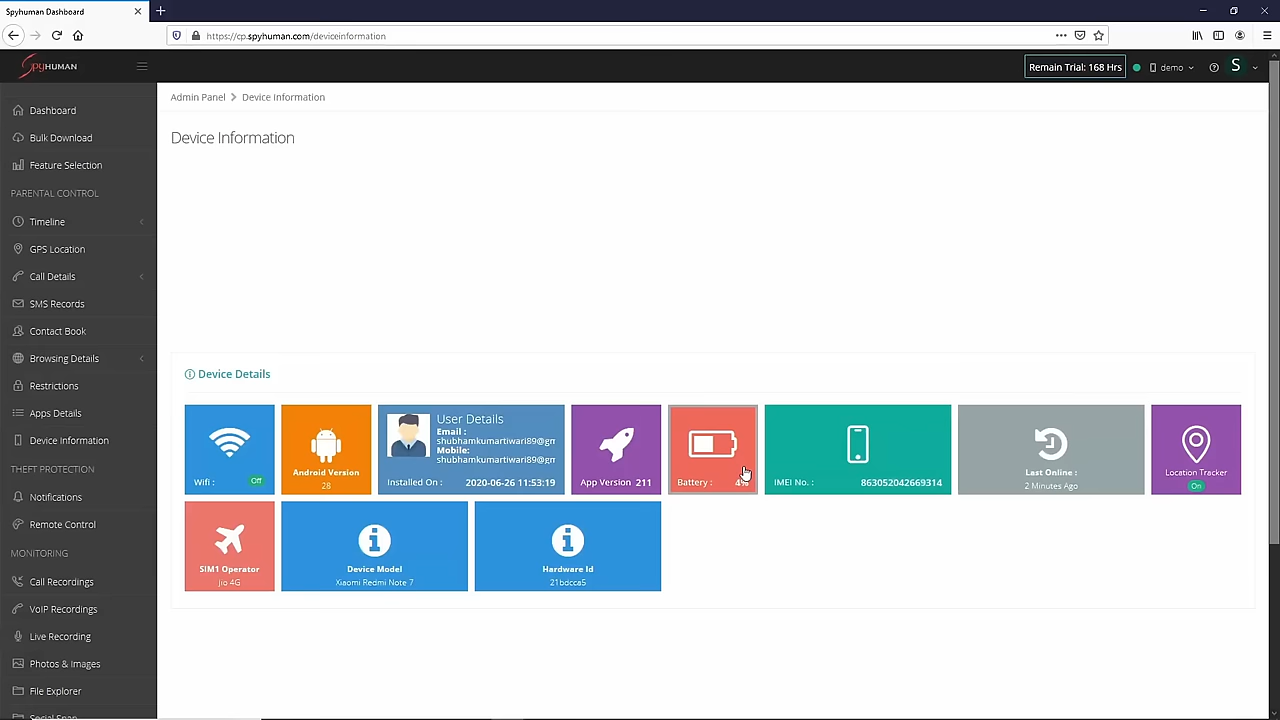 Spyhuman Dashboard
https://cp.spyhuman.com/deviceinformation
SpyHUMAN
Remain Trial: 168 Hrs
demo
S
Admin Panel > Device Information
Device Information
Dashboard
Bulk Download
Feature Selection
PARENTAL CONTROL
Timeline
GPS Location
Call Details
SMS Records
Contact Book
Browsing Details
Restrictions
Apps Details
Device Information
THEFT PROTECTION
Notifications
Remote Control
MONITORING
Call Recordings
VoIP Recordings
Live Recording
Photos & Images
File Explorer
Device Details
Wifi : Off
Android Version
28
User Details
Email :
shubhamkumartiwari89@gm
Mobile:
shubhamkumartiwari89@gm
Installed On : 2020-06-26 11:53:19
App Version 211
Battery : 4%
IMEI No. : 863052042669314
Last Online :
2 Minutes Ago
Location Tracker
On
SIM1 Operator
Jio 4G
Device Model
Xiaomi Redmi Note 7
Hardware Id
21bdcca5